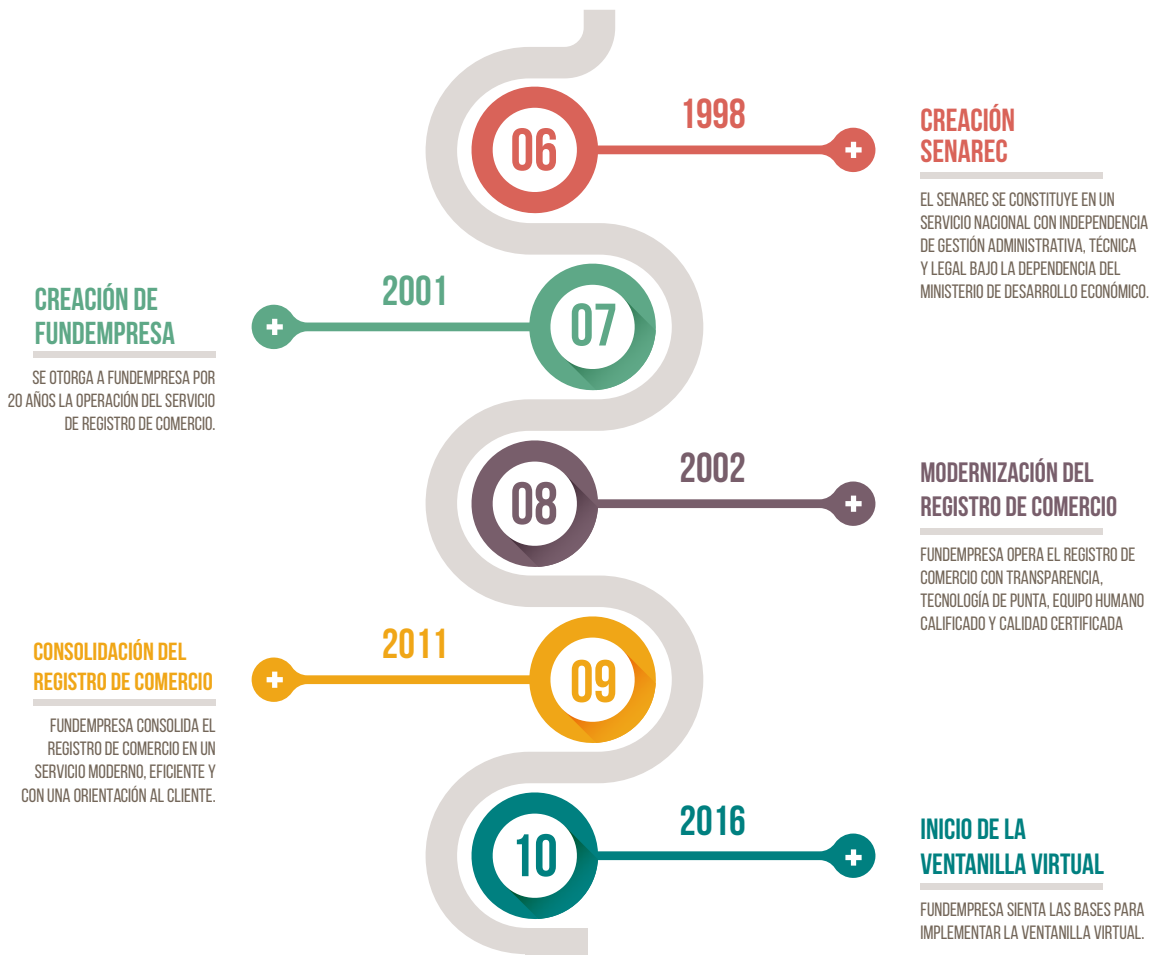 06
1998
CREACIÓN
SENAREC
EL SENAREC SE CONSTITUYE EN UN
SERVICIO NACIONAL CON INDEPENDENCIA
DE GESTIÓN ADMINISTRATIVA, TÉCNICA
Y LEGAL BAJO LA DEPENDENCIA DEL
MINISTERIO DE DESARROLLO ECONÓMICO.
07
2001
CREACIÓN DE
FUNDEMPRESA
SE OTORGA A FUNDEMPRESA POR
20 AÑOS LA OPERACIÓN DEL SERVICIO
DE REGISTRO DE COMERCIO.
08
2002
MODERNIZACIÓN DEL
REGISTRO DE COMERCIO
FUNDEMPRESA OPERA EL REGISTRO DE
COMERCIO CON TRANSPARENCIA,
TECNOLOGÍA DE PUNTA, EQUIPO HUMANO
CALIFICADO Y CALIDAD CERTIFICADA
09
2011
CONSOLIDACIÓN DEL
REGISTRO DE COMERCIO
FUNDEMPRESA CONSOLIDA EL
REGISTRO DE COMERCIO EN UN
SERVICIO MODERNO, EFICIENTE Y
CON UNA ORIENTACIÓN AL CLIENTE.
10
2016
INICIO DE LA
VENTANILLA VIRTUAL
FUNDEMPRESA SIENTA LAS BASES PARA
IMPLEMENTAR LA VENTANILLA VIRTUAL.